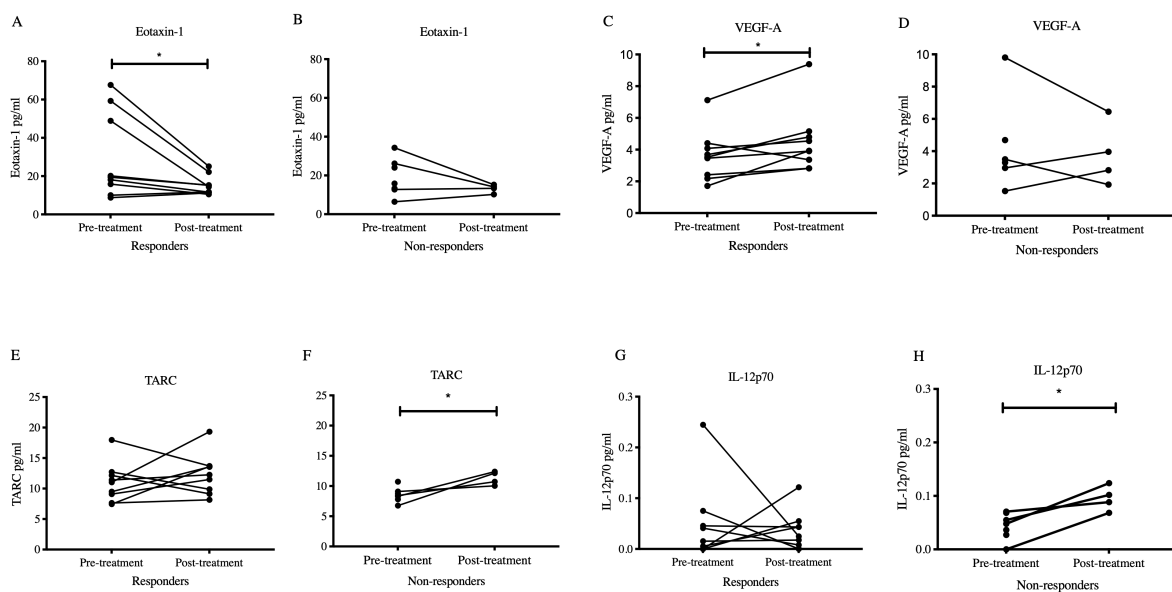 A
Eotaxin-1
*
Eotaxin-1 pg/ml
80
60
40
20
0
Pre-treatment Post-treatment
Responders
B
Eotaxin-1
Eotaxin-1 pg/ml
80
60
40
20
0
Pre-treatment Post-treatment
Non-responders
C
VEGF-A
*
VEGF-A pg/ml
10
8
6
4
2
0
Pre-treatment Post-treatment
Responders
D
VEGF-A
VEGF-A pg/ml
10
8
6
4
2
0
Pre-treatment Post-treatment
Non-responders
E
TARC
TARC pg/ml
25
20
15
10
5
0
Pre-treatment Post-treatment
Responders
F
TARC
*
TARC pg/ml
25
20
15
10
5
0
Pre-treatment Post-treatment
Non-responders
G
IL-12p70
IL-12p70 pg/ml
0.3
0.2
0.1
0.0
Pre-treatment Post-treatment
Responders
H
IL-12p70
*
IL-12p70 pg/ml
0.3
0.2
0.1
0.0
Pre-treatment Post-treatment
Non-responders